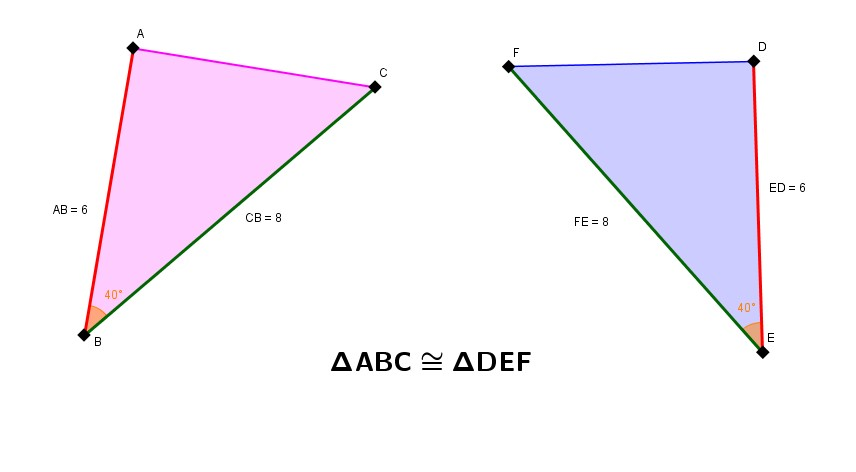 A
C
AB = 6
CB = 8
40°
B
F
D
ED = 6
FE = 8
40°
E
ΔABC ≅ ΔDEF